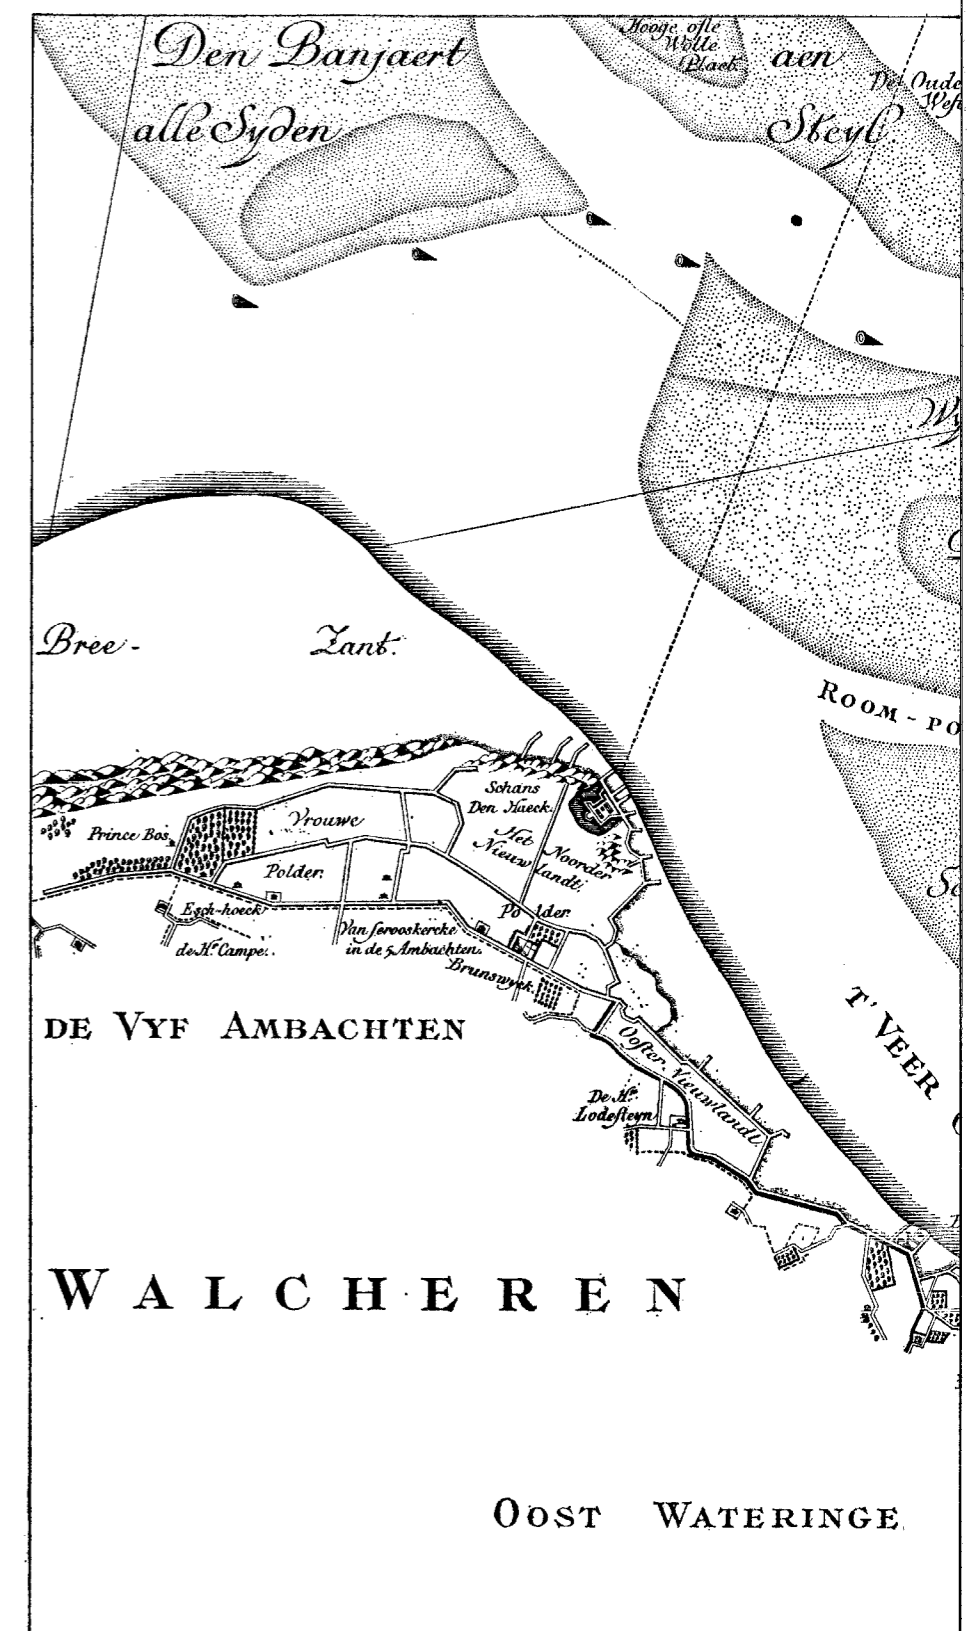 Den Banjaert
alle Syden
Hooge ofte
Wolle
Plaet
aen
Steyl
De Oude
Bree- Zant.
ROOM-PO
Schans
Den Haeck.
Prince Bos
Vrouwe
Polder.
Het
Nieuw
Noorder
landt.
Polder.
Esch-hoeck
de Hr. Campe.
Van Serooskercke
in de 5 Ambachten.
Brunswyck.
DE VYF AMBACHTEN
T' VEER
Ooster Nieuwlandt.
De Hr.
Lodesteyn
WALCHEREN
OOST WATERINGE